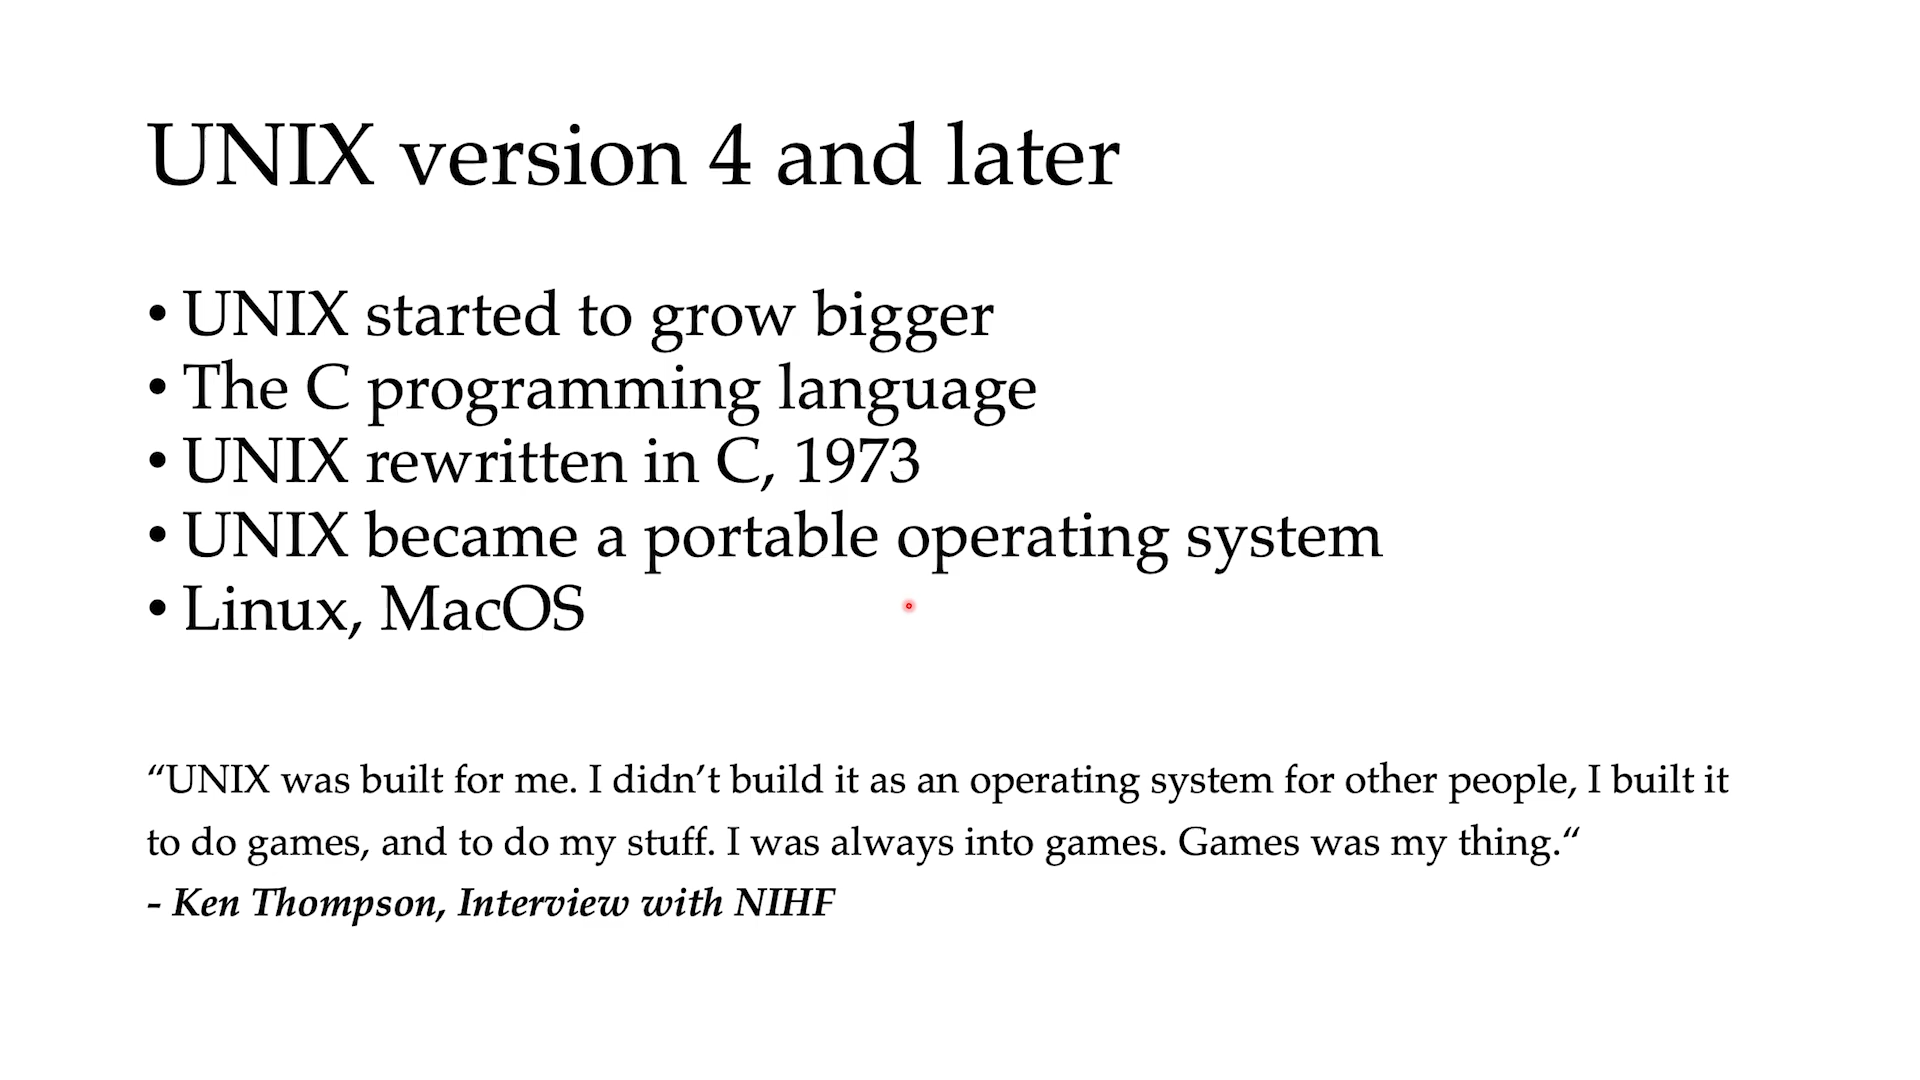 UNIX version 4 and later
• UNIX started to grow bigger
• The C programming language
• UNIX rewritten in C, 1973
• UNIX became a portable operating system
• Linux, MacOS
“UNIX was built for me. I didn’t build it as an operating system for other people, I built it
to do games, and to do my stuff. I was always into games. Games was my thing.“
- Ken Thompson, Interview with NIHF